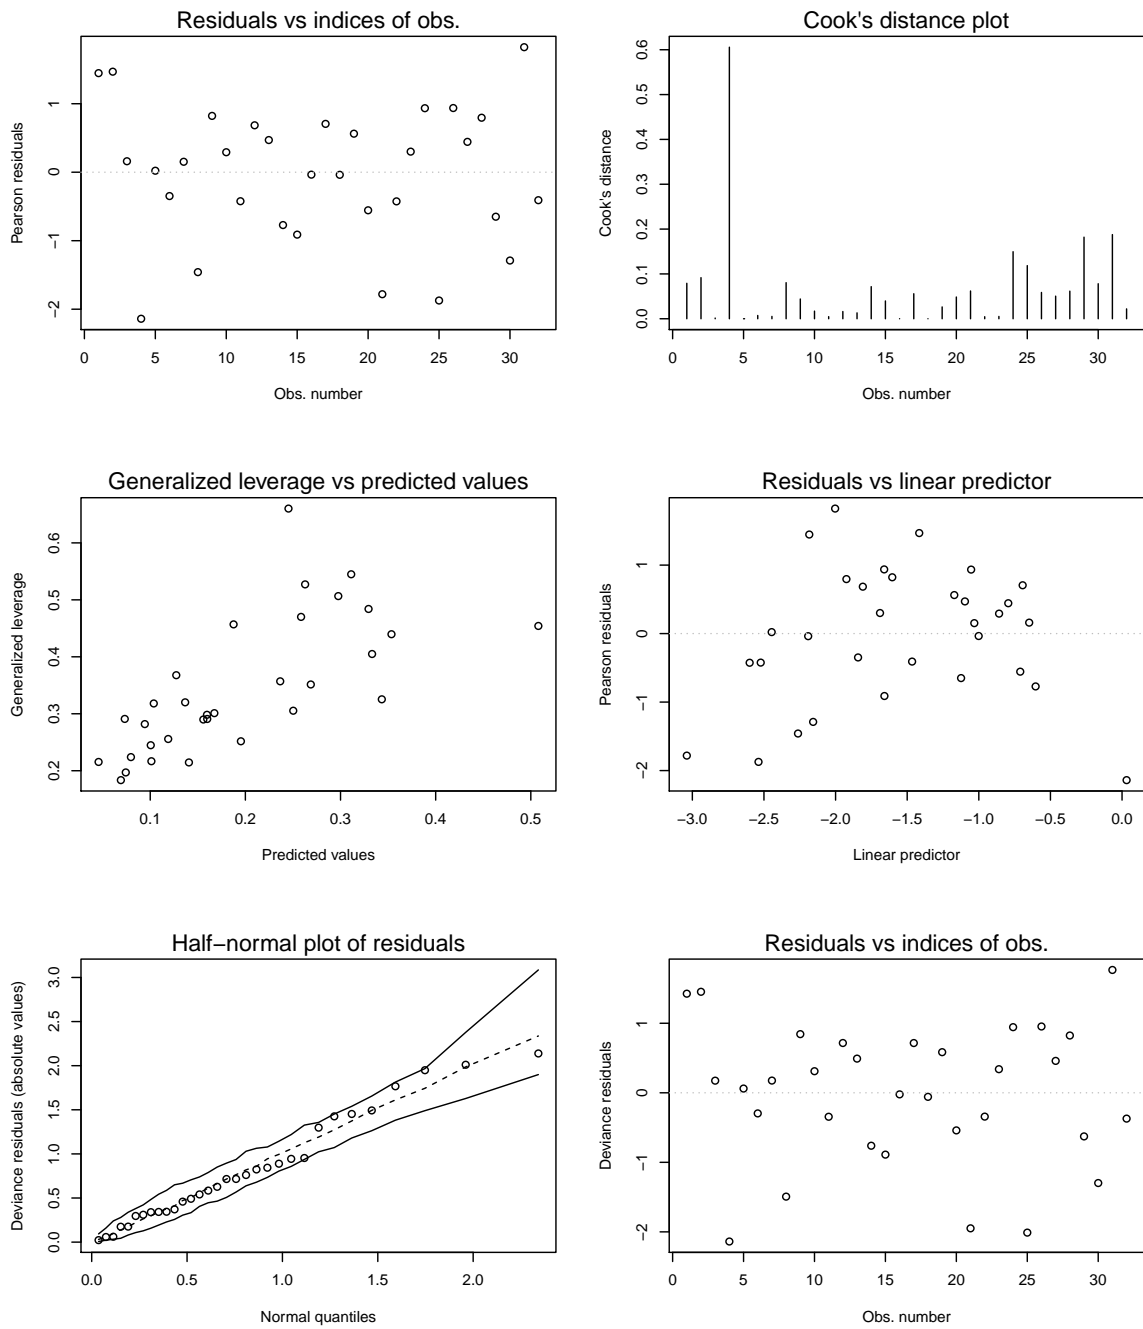 Residuals vs indices of obs.
Pearson residuals
1
0
−1
−2
0 5 10 15 20 25 30
Obs. number
Cook's distance plot
Cook's distance
0.6
0.5
0.4
0.3
0.2
0.1
0.0
0 5 10 15 20 25 30
Obs. number
Generalized leverage vs predicted values
Generalized leverage
0.6
0.5
0.4
0.3
0.2
0.1 0.2 0.3 0.4 0.5
Predicted values
Residuals vs linear predictor
Pearson residuals
1
0
−1
−2
−3.0 −2.5 −2.0 −1.5 −1.0 −0.5 0.0
Linear predictor
Half−normal plot of residuals
Deviance residuals (absolute values)
3.0
2.5
2.0
1.5
1.0
0.5
0.0
0.0 0.5 1.0 1.5 2.0
Normal quantiles
Residuals vs indices of obs.
Deviance residuals
1
0
−1
−2
0 5 10 15 20 25 30
Obs. number